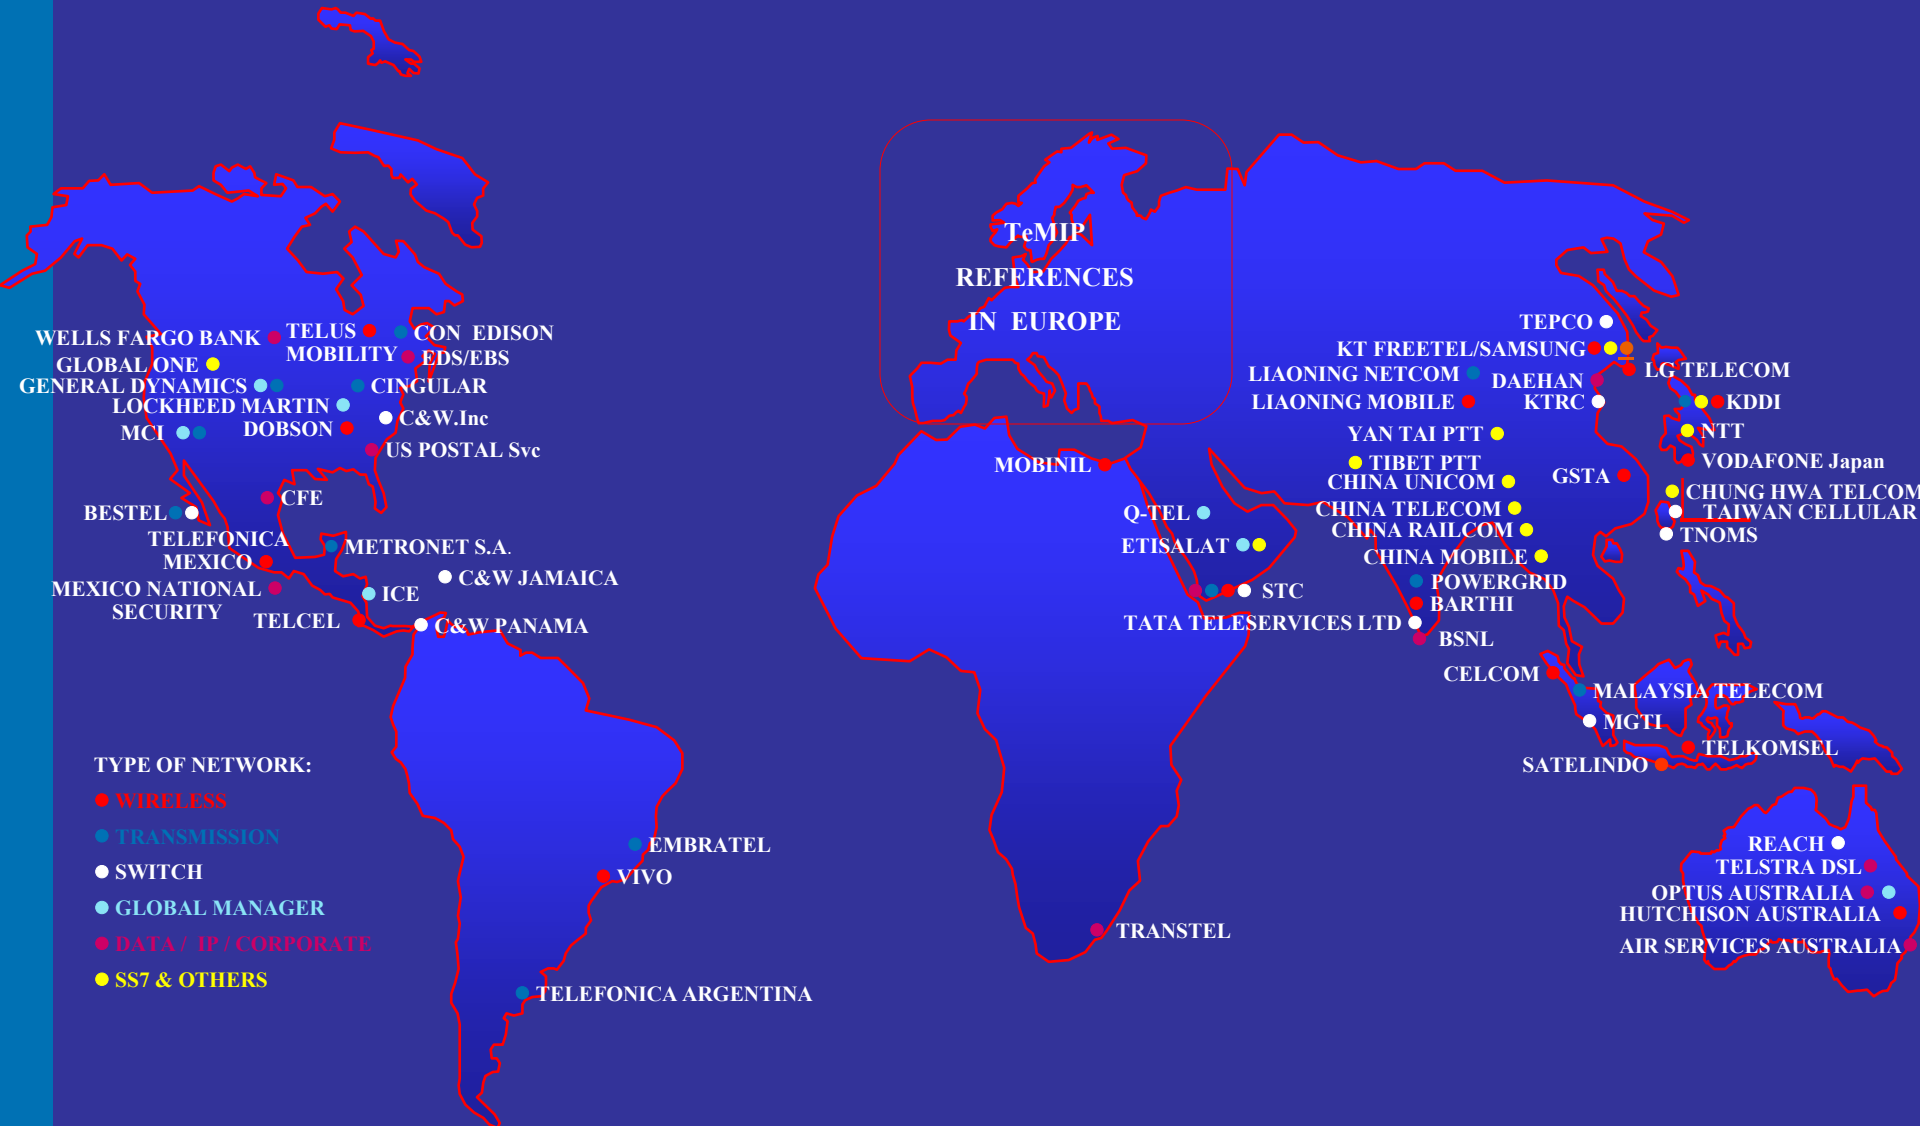 TeMIP
REFERENCES
IN EUROPE
WELLS FARGO BANK
TELUS
MOBILITY
CON EDISON
EDS/EBS
GLOBAL ONE
GENERAL DYNAMICS
CINGULAR
LOCKHEED MARTIN
C&W.Inc
MCI
DOBSON
US POSTAL Svc
CFE
BESTEL
TELEFONICA
MEXICO
METRONET S.A.
C&W JAMAICA
MEXICO NATIONAL
SECURITY
ICE
TELCEL
C&W PANAMA
EMBRATEL
VIVO
TELEFONICA ARGENTINA
MOBINIL
Q-TEL
ETISALAT
STC
TRANSTEL
TEPCO
KT FREETEL/SAMSUNG
LG TELECOM
LIAONING NETCOM
DAEHAN
LIAONING MOBILE
KTRC
KDDI
YAN TAI PTT
NTT
TIBET PTT
VODAFONE Japan
CHINA UNICOM
GSTA
CHUNG HWA TELCOM
CHINA TELECOM
TAIWAN CELLULAR
CHINA RAILCOM
TNOMS
CHINA MOBILE
POWERGRID
BARTHI
TATA TELESERVICES LTD
BSNL
CELCOM
MALAYSIA TELECOM
MGTI
TELKOMSEL
SATELINDO
REACH
TELSTRA DSL
OPTUS AUSTRALIA
HUTCHISON AUSTRALIA
AIR SERVICES AUSTRALIA
TYPE OF NETWORK:
WIRELESS
TRANSMISSION
SWITCH
GLOBAL MANAGER
DATA / IP / CORPORATE
SS7 & OTHERS